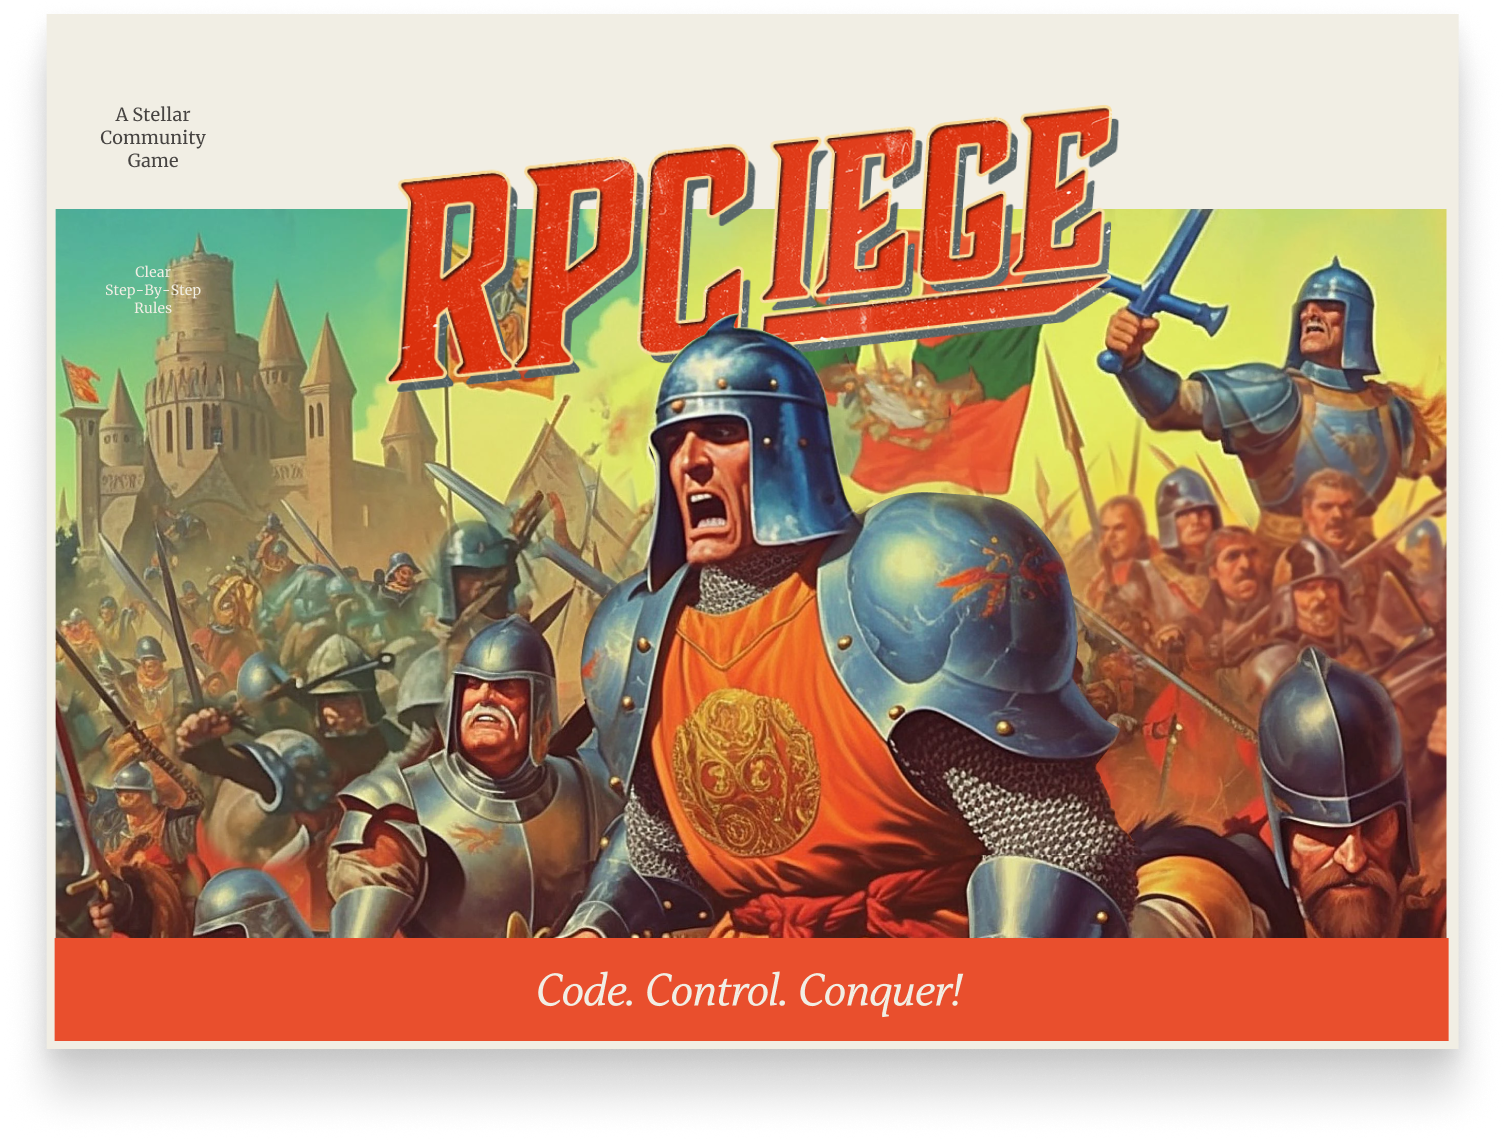 A Stellar
Community
Game
RPCIEGE
Clear
Step-By-Step
Rules
Code. Control. Conquer!